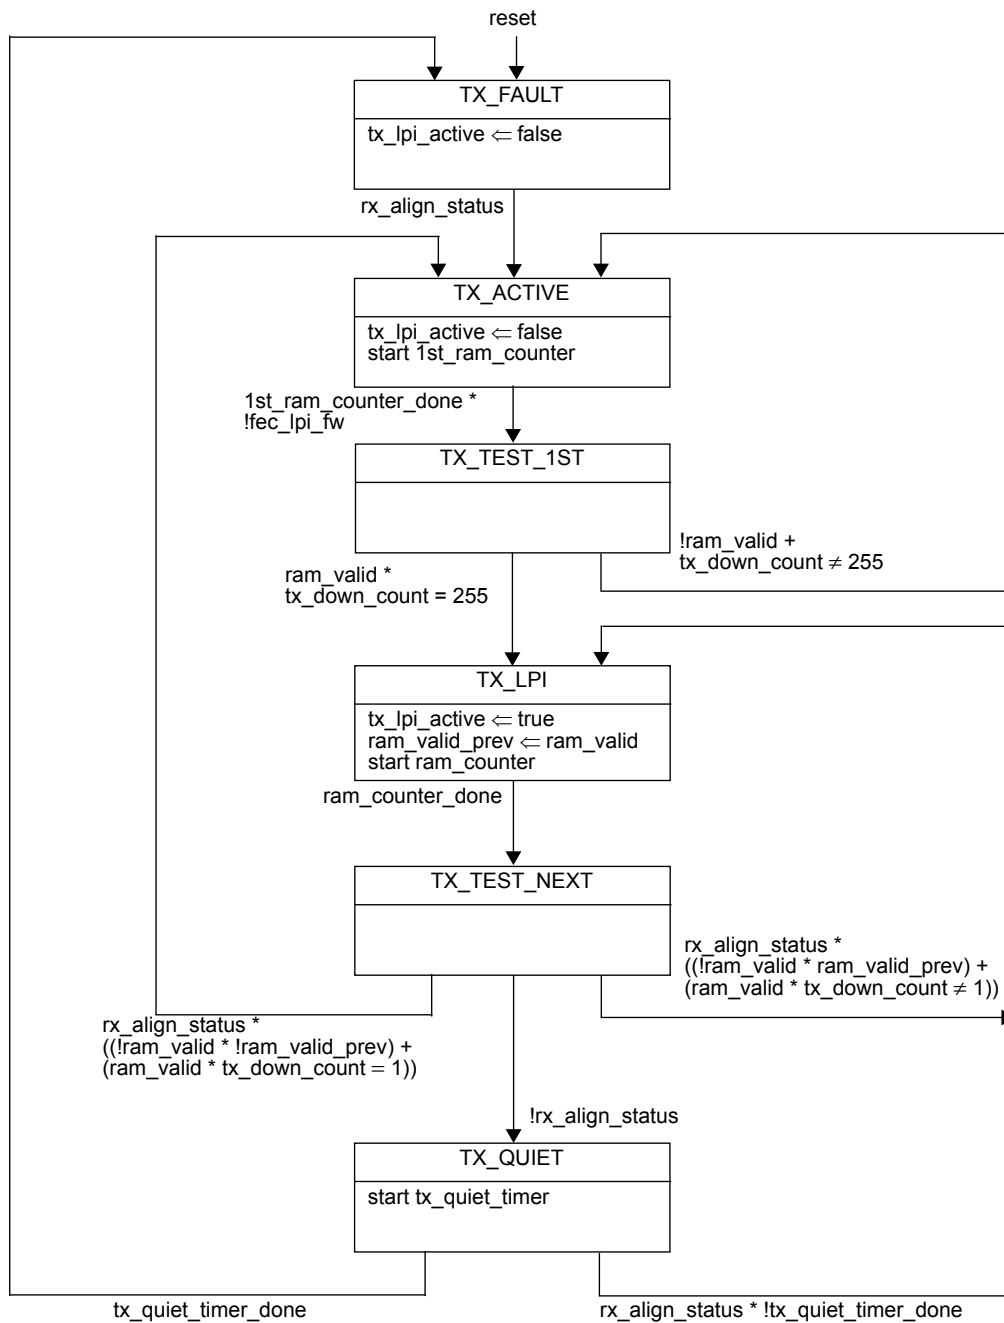 reset
TX_FAULT
tx_lpi_active ⇐ false
rx_align_status
TX_ACTIVE
tx_lpi_active ⇐ false
start 1st_ram_counter
1st_ram_counter_done *
!fec_lpi_fw
TX_TEST_1ST
!ram_valid +
tx_down_count ≠ 255
ram_valid *
tx_down_count = 255
TX_LPI
tx_lpi_active ⇐ true
ram_valid_prev ⇐ ram_valid
start ram_counter
ram_counter_done
TX_TEST_NEXT
rx_align_status *
((!ram_valid * ram_valid_prev) +
(ram_valid * tx_down_count ≠ 1))
rx_align_status *
((!ram_valid * !ram_valid_prev) +
(ram_valid * tx_down_count = 1))
!rx_align_status
TX_QUIET
start tx_quiet_timer
tx_quiet_timer_done
rx_align_status * !tx_quiet_timer_done